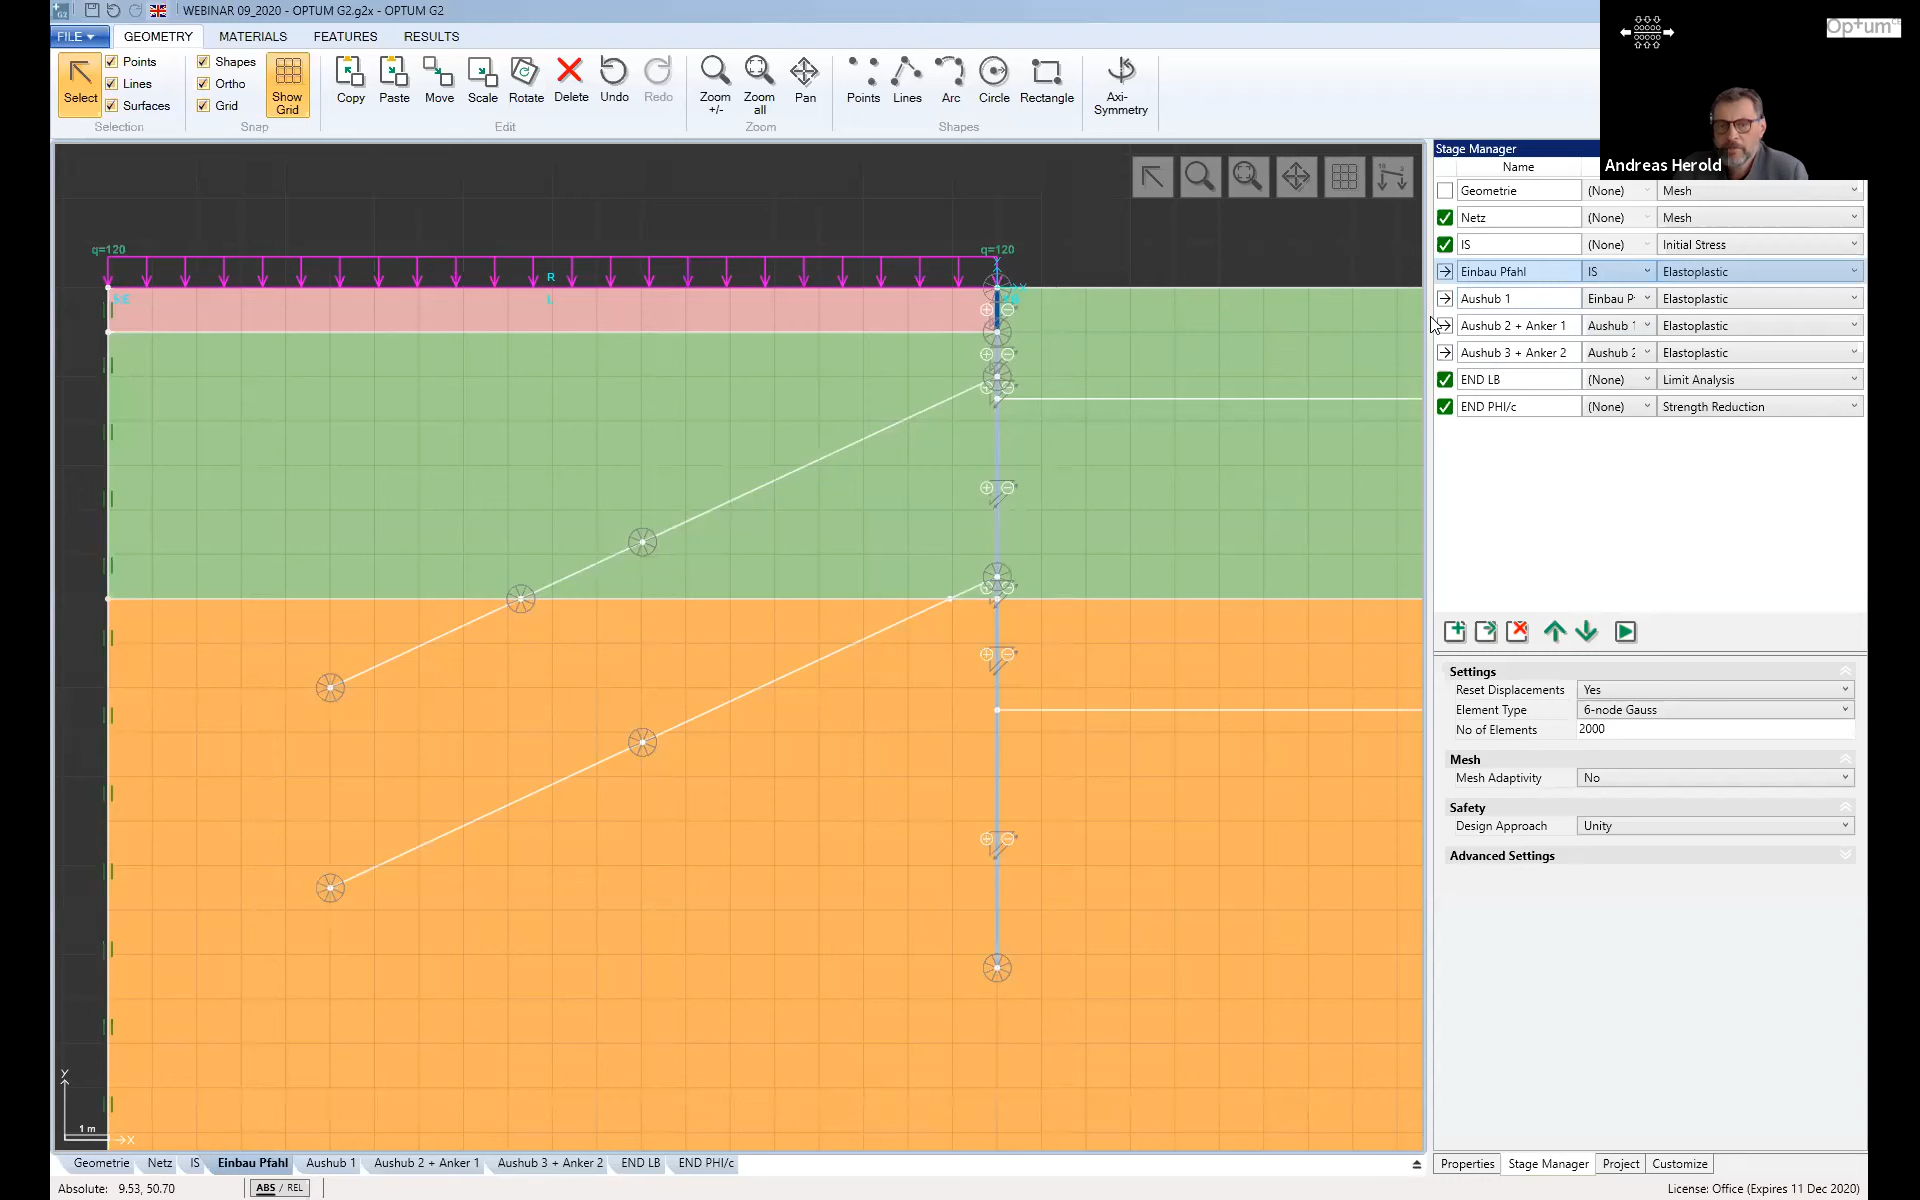 WEBINAR 09_2020 - OPTUM G2.g2x - OPTUM G2
FILE GEOMETRY MATERIALS FEATURES RESULTS
Select
Points
Lines
Surfaces
Selection
Shapes
Ortho
Grid
Show Grid
Snap
Copy Paste Move Scale Rotate Delete Undo Redo
Edit
Zoom +/-
Zoom all
Pan
Zoom
Points Lines Arc Circle Rectangle
Shapes
Axi-Symmetry
Optum
Andreas Herold
q=120
q=120
R
L
Y
X
1 m
Stage Manager
Name
Geometrie (None) Mesh
Netz (None) Mesh
IS (None) Initial Stress
Einbau Pfahl IS Elastoplastic
Aushub 1 Einbau P Elastoplastic
Aushub 2 + Anker 1 Aushub 1 Elastoplastic
Aushub 3 + Anker 2 Aushub 2 Elastoplastic
END LB (None) Limit Analysis
END PHI/c (None) Strength Reduction
Settings
Reset Displacements Yes
Element Type 6-node Gauss
No of Elements 2000
Mesh
Mesh Adaptivity No
Safety
Design Approach Unity
Advanced Settings
Geometrie Netz IS Einbau Pfahl Aushub 1 Aushub 2 + Anker 1 Aushub 3 + Anker 2 END LB END PHI/c
Properties Stage Manager Project Customize
Absolute: 9.53, 50.70 ABS / REL
License: Office (Expires 11 Dec 2020)